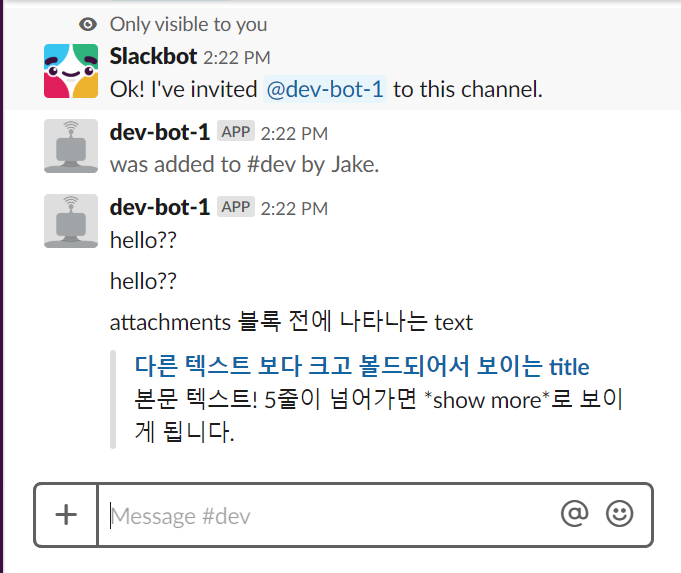 Only visible to you
Slackbot 2:22 PM
Ok! I've invited @dev-bot-1 to this channel.
dev-bot-1 APP 2:22 PM
was added to #dev by Jake.
dev-bot-1 APP 2:22 PM
hello??
hello??
attachments 블록 전에 나타나는 text
다른 텍스트 보다 크고 볼드되어서 보이는 title
본문 텍스트! 5줄이 넘어가면 *show more*로 보이
게 됩니다.
Message #dev